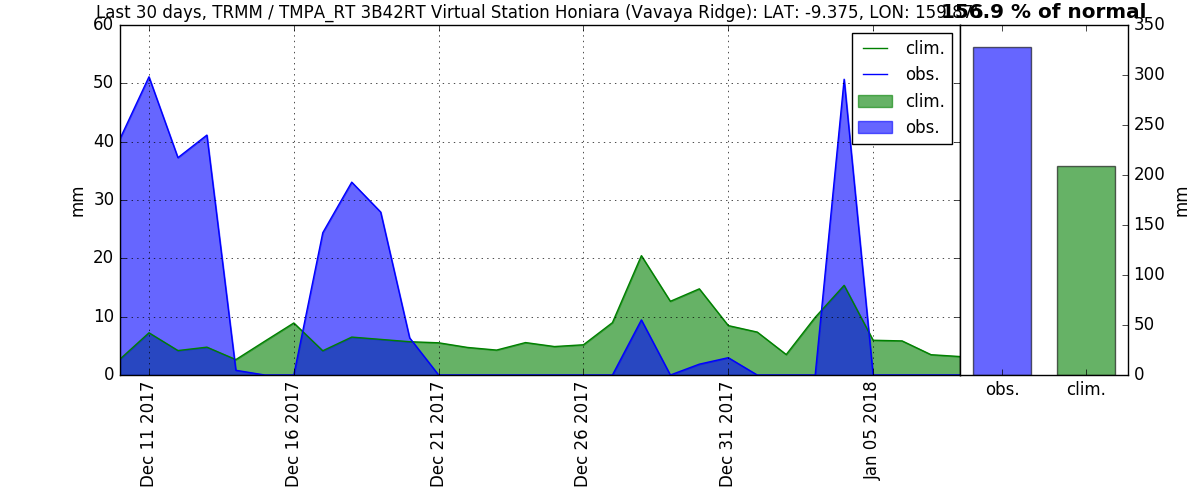 Last 30 days, TRMM / TMPA_RT 3B42RT Virtual Station Honiara (Vavaya Ridge): LAT: -9.375, LON:
156.9 % of normal
60
50
40
30
20
10
0
mm
clim.
obs.
clim.
obs.
Dec 11 2017
Dec 16 2017
Dec 21 2017
Dec 26 2017
Dec 31 2017
Jan 05 2018
350
300
250
200
150
100
50
0
mm
obs.
clim.